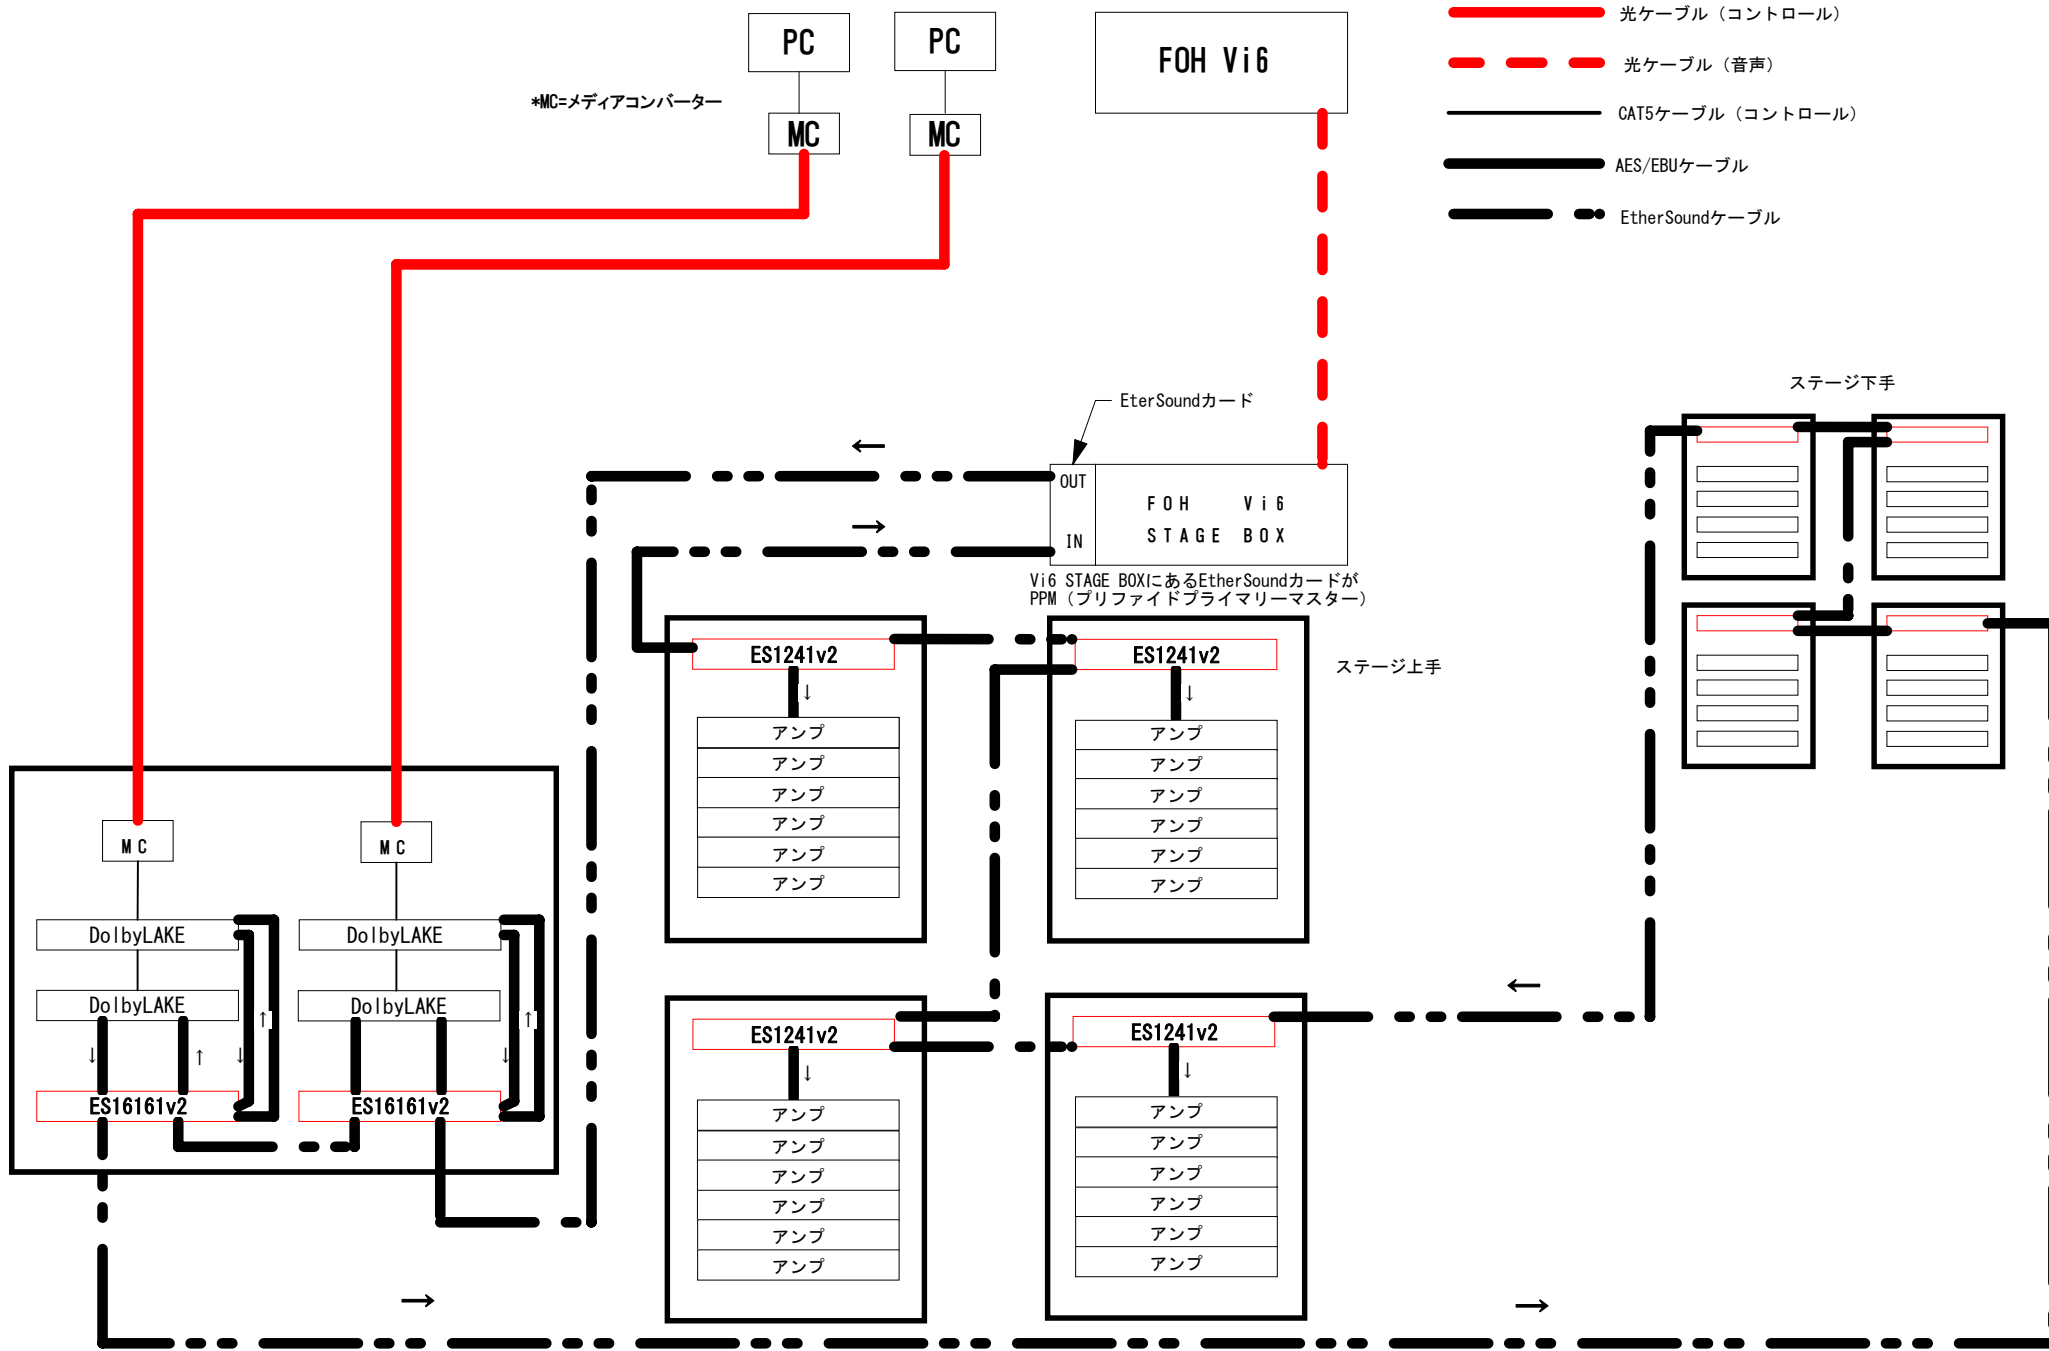 PC
PC
FOH Vi6
*MC=メディアコンバーター
MC
MC
光ケーブル（コントロール）
光ケーブル（音声）
CAT5ケーブル（コントロール）
AES/EBUケーブル
EtherSoundケーブル
ステージ下手
EterSoundカード
←
OUT
FOH Vi6
→
IN
STAGE BOX
Vi6 STAGE BOXにあるEtherSoundカードが
PPM（プリファイドプライマリーマスター）
ES1241v2
↓
アンプ
アンプ
アンプ
アンプ
アンプ
アンプ
ES1241v2
↓
アンプ
アンプ
アンプ
アンプ
アンプ
アンプ
ステージ上手
MC
MC
DolbyLAKE
DolbyLAKE
DolbyLAKE
DolbyLAKE
↑
↑
↓
↑
↓
↓
ES16161v2
ES16161v2
ES1241v2
↓
アンプ
アンプ
アンプ
アンプ
アンプ
アンプ
ES1241v2
↓
アンプ
アンプ
アンプ
アンプ
アンプ
アンプ
←
→
→